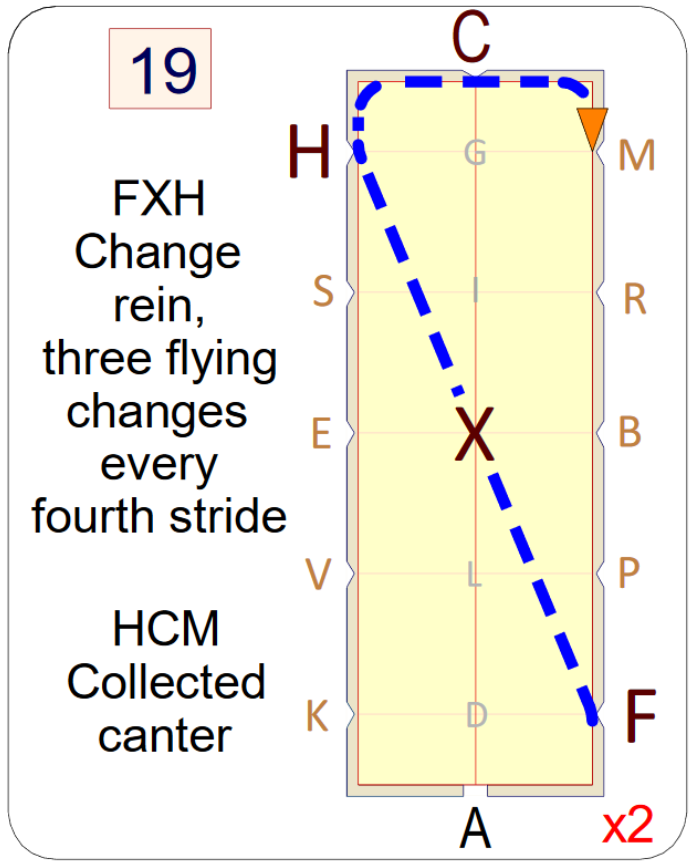 19
C
H
G
M
FXH
Change
rein,
three flying
changes
every
fourth stride
S
I
R
E
X
B
V
L
P
HCM
Collected
canter
K
D
F
A
x2